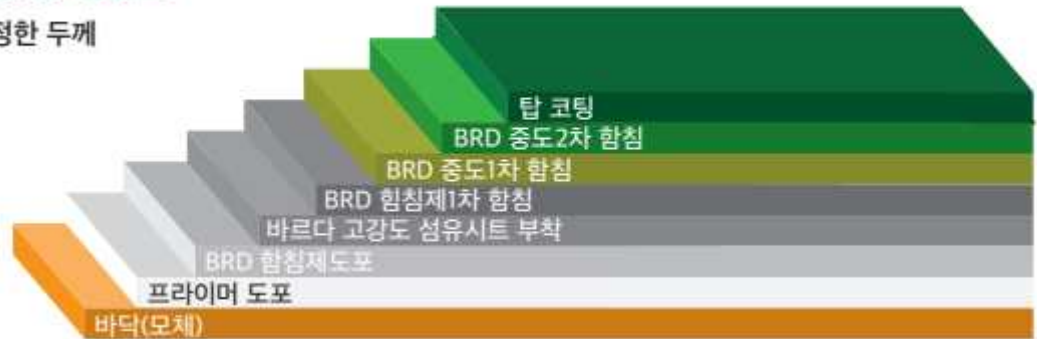 정한 두께
탑 코팅
BRD 중도2차 함침
BRD 중도1차 함침
BRD 힘침제1차 함침
바르다 고강도 섬유시트 부착
BRD 함침제도포
프라이머 도포
바닥(모체)